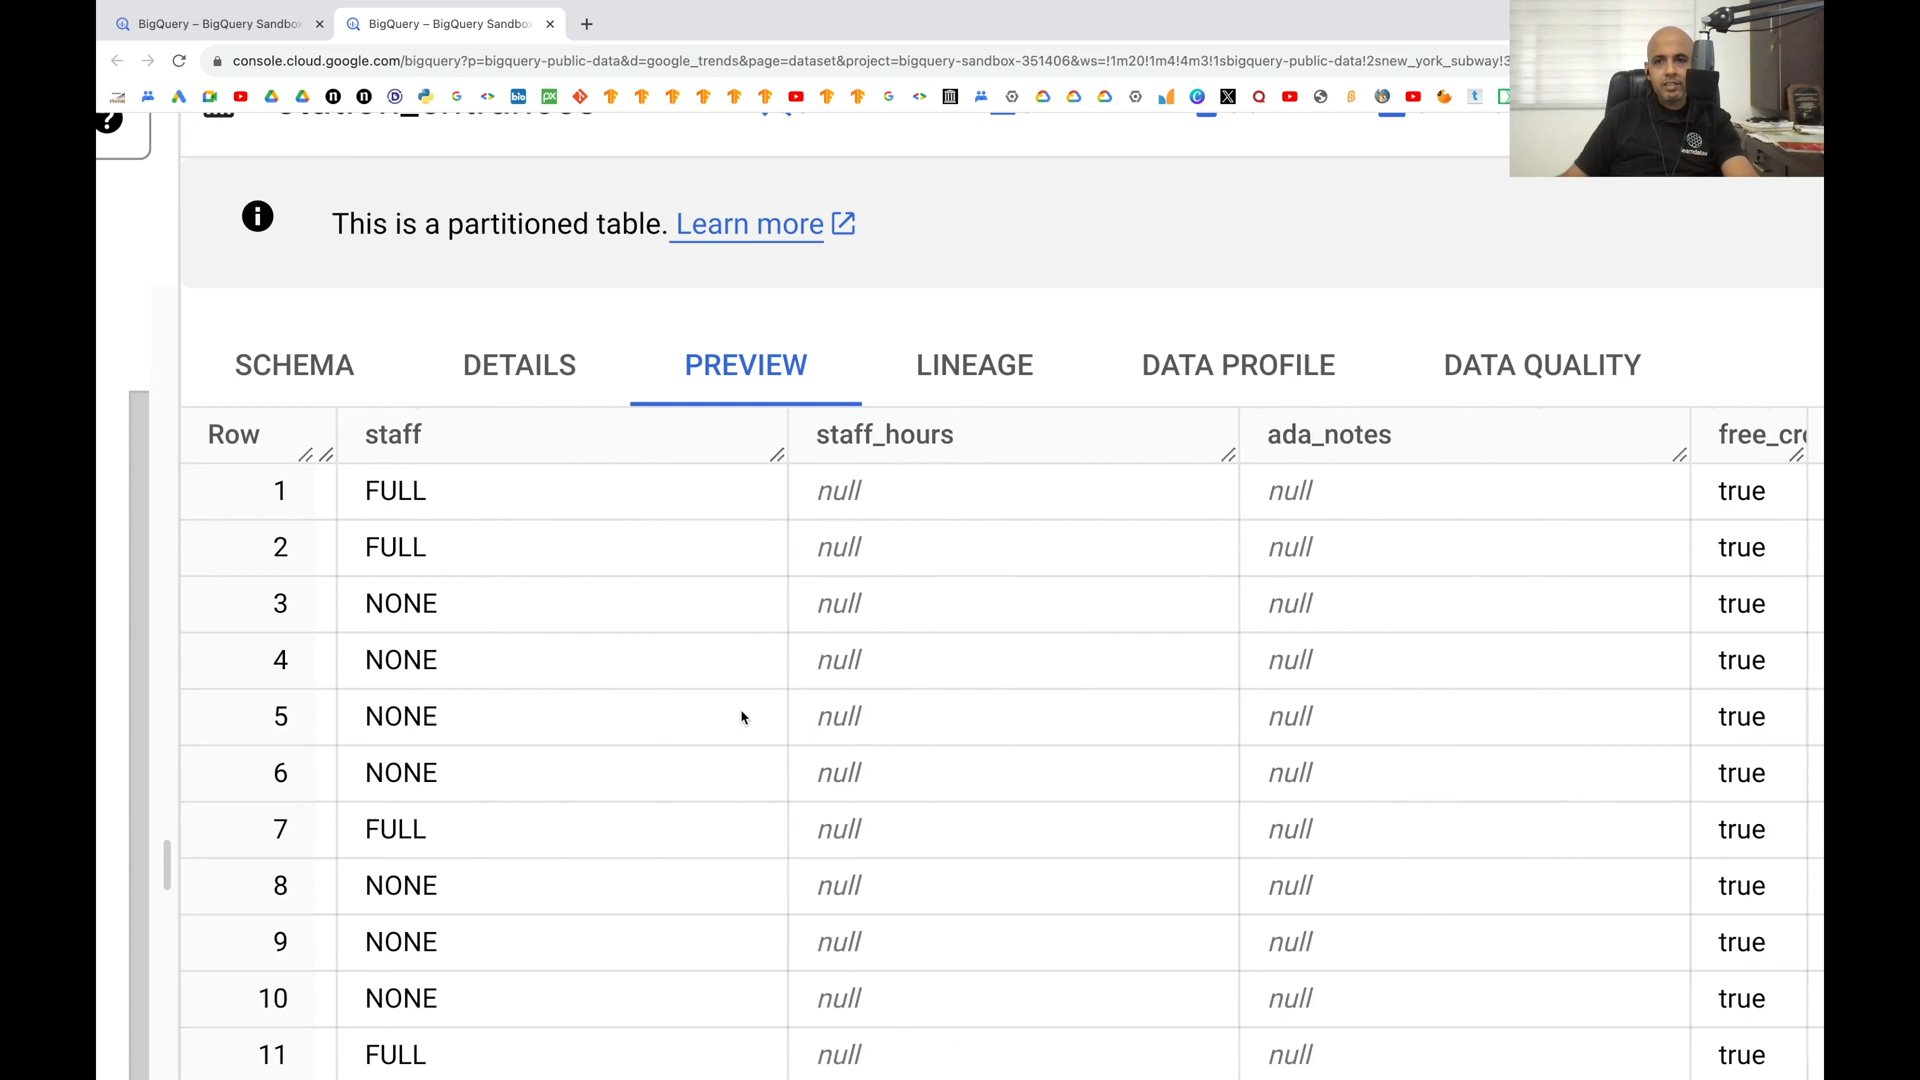 BigQuery – BigQuery Sandbox
BigQuery – BigQuery Sandbox
console.cloud.google.com/bigquery?p=bigquery-public-data&d=google_trends&page=dataset&project=bigquery-sandbox-351406&ws=!1m20!1m4!4m3!1sbigquery-public-data!2snew_york_subway!3
station_entrances
This is a partitioned table. Learn more
SCHEMA DETAILS PREVIEW LINEAGE DATA PROFILE DATA QUALITY
Row staff staff_hours ada_notes free_cro
1 FULL null null true
2 FULL null null true
3 NONE null null true
4 NONE null null true
5 NONE null null true
6 NONE null null true
7 FULL null null true
8 NONE null null true
9 NONE null null true
10 NONE null null true
11 FULL null null true